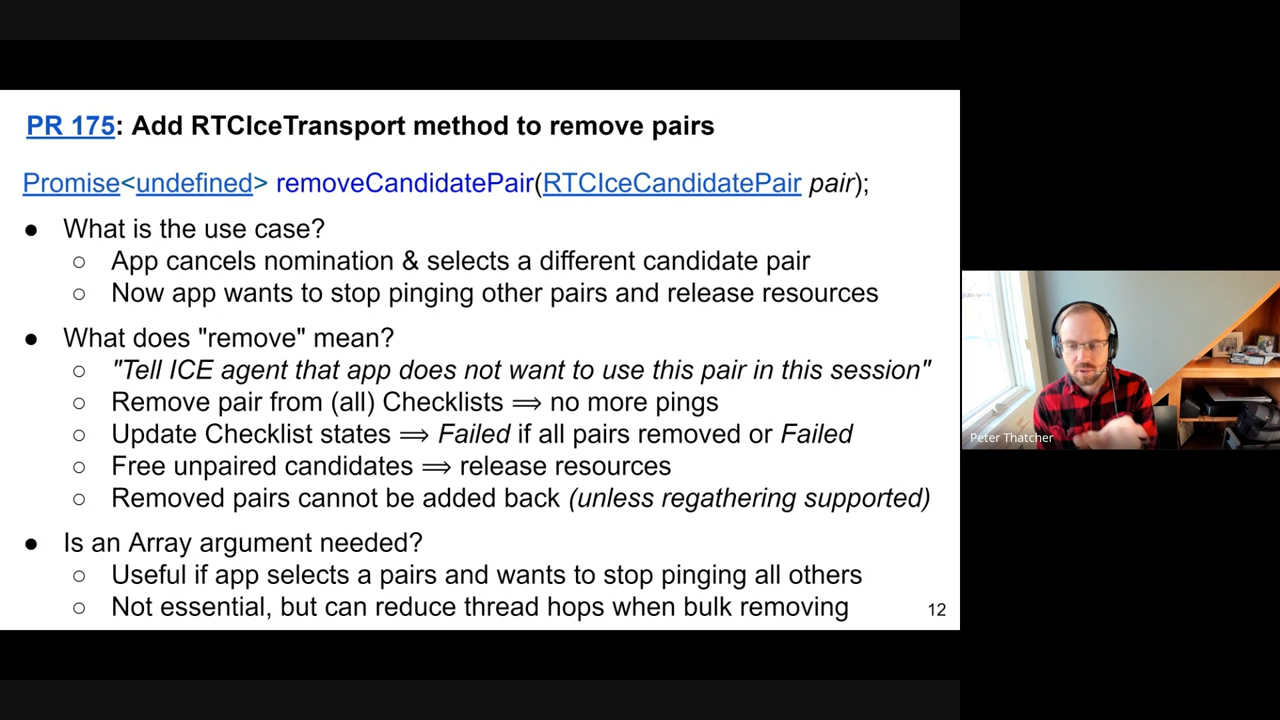 PR 175: Add RTCIceTransport method to remove pairs
Promise<undefined> removeCandidatePair(RTCIceCandidatePair pair);
● What is the use case?
○ App cancels nomination & selects a different candidate pair
○ Now app wants to stop pinging other pairs and release resources
● What does "remove" mean?
○ "Tell ICE agent that app does not want to use this pair in this session"
○ Remove pair from (all) Checklists ⟹ no more pings
○ Update Checklist states ⟹ Failed if all pairs removed or Failed
○ Free unpaired candidates ⟹ release resources
○ Removed pairs cannot be added back (unless regathering supported)
● Is an Array argument needed?
○ Useful if app selects a pairs and wants to stop pinging all others
○ Not essential, but can reduce thread hops when bulk removing
12
Peter Thatcher